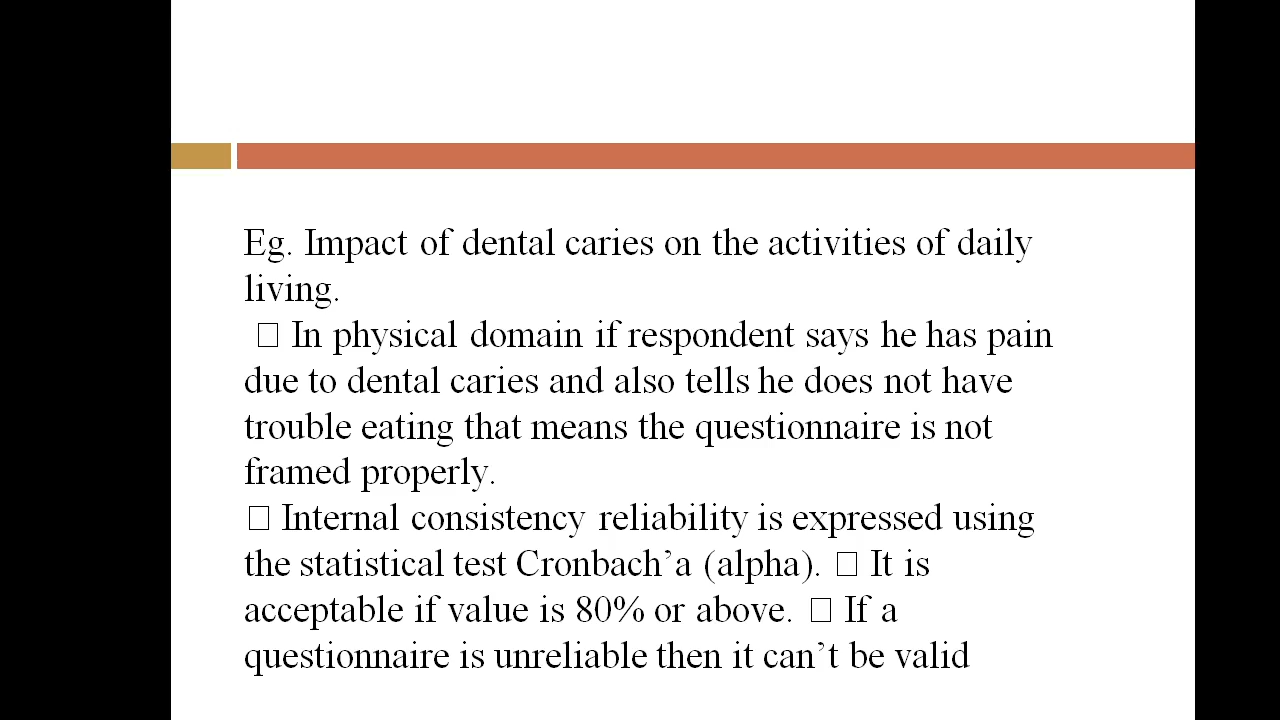 Eg. Impact of dental caries on the activities of daily
living.
□ In physical domain if respondent says he has pain
due to dental caries and also tells he does not have
trouble eating that means the questionnaire is not
framed properly.
□ Internal consistency reliability is expressed using
the statistical test Cronbach’a (alpha). □ It is
acceptable if value is 80% or above. □ If a
questionnaire is unreliable then it can’t be valid